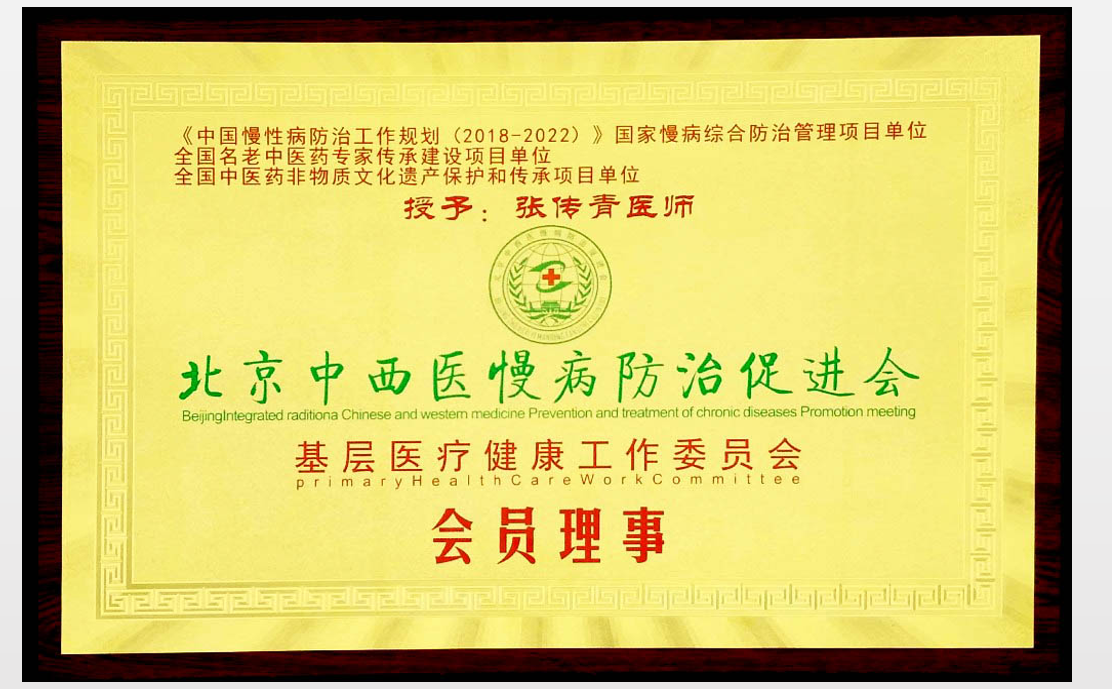 《中国慢性病防治工作规划（2018-2022）》国家慢病综合防治管理项目单位
全国名老中医药专家传承建设项目单位
全国中医药非物质文化遗产保护和传承项目单位
授予：张传青医师
北京中西医慢病防治促进会
BeijingIntegrated raditiona Chinese and western medicine Prevention and treatment of chronic diseases Promotion meeting
基层医疗健康工作委员会
primaryHealthCareWorkCommittee
会员理事